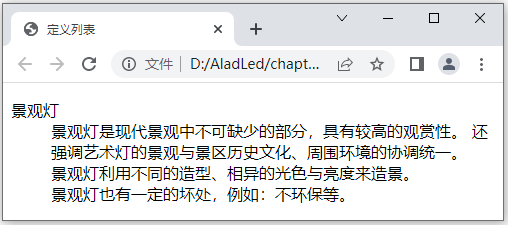 定义列表
文件
D:/AladLed/chapt...
景观灯
景观灯是现代景观中不可缺少的部分，具有较高的观赏性。 还
强调艺术灯的景观与景区历史文化、周围环境的协调统一。
景观灯利用不同的造型、相异的光色与亮度来造景。
景观灯也有一定的坏处，例如：不环保等。